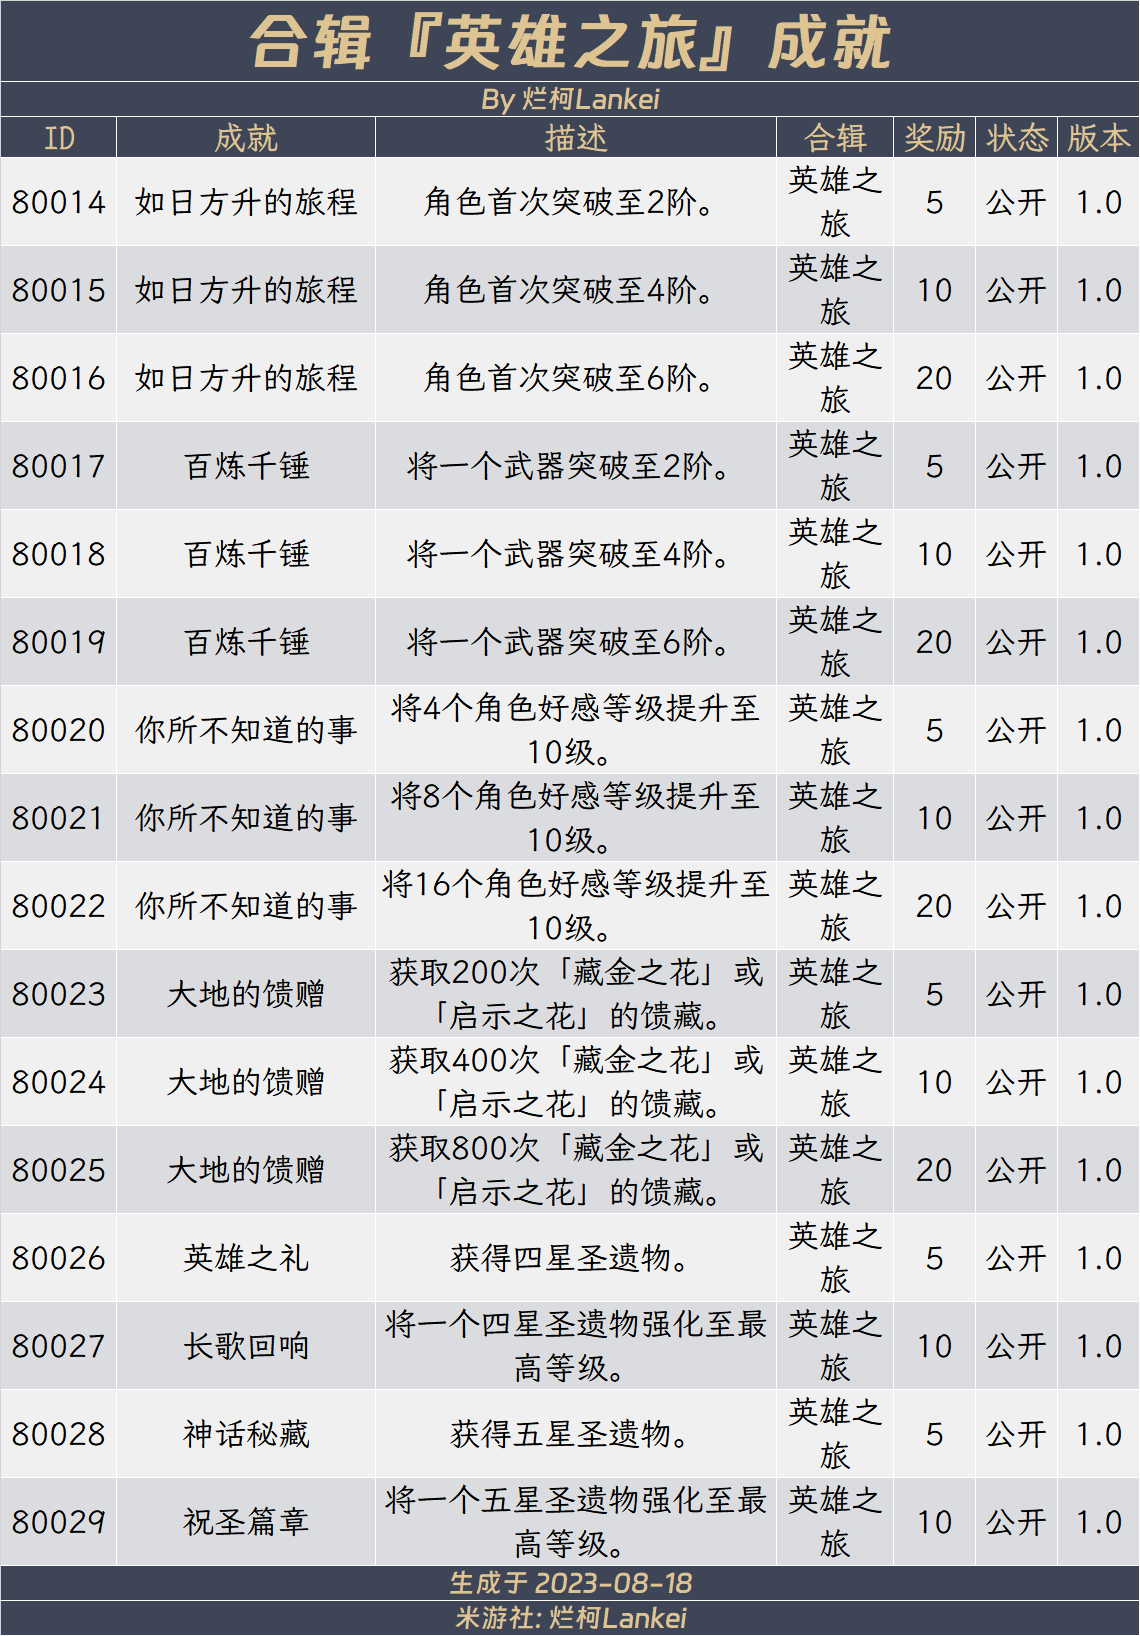 合辑『英雄之旅』成就
By 烂柯Lankei
ID 成就 描述 合辑 奖励 状态 版本
80014 如日方升的旅程 角色首次突破至2阶。 英雄之旅 5 公开 1.0
80015 如日方升的旅程 角色首次突破至4阶。 英雄之旅 10 公开 1.0
80016 如日方升的旅程 角色首次突破至6阶。 英雄之旅 20 公开 1.0
80017 百炼千锤 将一个武器突破至2阶。 英雄之旅 5 公开 1.0
80018 百炼千锤 将一个武器突破至4阶。 英雄之旅 10 公开 1.0
80019 百炼千锤 将一个武器突破至6阶。 英雄之旅 20 公开 1.0
80020 你所不知道的事 将4个角色好感等级提升至10级。 英雄之旅 5 公开 1.0
80021 你所不知道的事 将8个角色好感等级提升至10级。 英雄之旅 10 公开 1.0
80022 你所不知道的事 将16个角色好感等级提升至10级。 英雄之旅 20 公开 1.0
80023 大地的馈赠 获取200次「藏金之花」或「启示之花」的馈藏。 英雄之旅 5 公开 1.0
80024 大地的馈赠 获取400次「藏金之花」或「启示之花」的馈藏。 英雄之旅 10 公开 1.0
80025 大地的馈赠 获取800次「藏金之花」或「启示之花」的馈藏。 英雄之旅 20 公开 1.0
80026 英雄之礼 获得四星圣遗物。 英雄之旅 5 公开 1.0
80027 长歌回响 将一个四星圣遗物强化至最高等级。 英雄之旅 10 公开 1.0
80028 神话秘藏 获得五星圣遗物。 英雄之旅 5 公开 1.0
80029 祝圣篇章 将一个五星圣遗物强化至最高等级。 英雄之旅 10 公开 1.0
生成于 2023-08-18
米游社: 烂柯Lankei